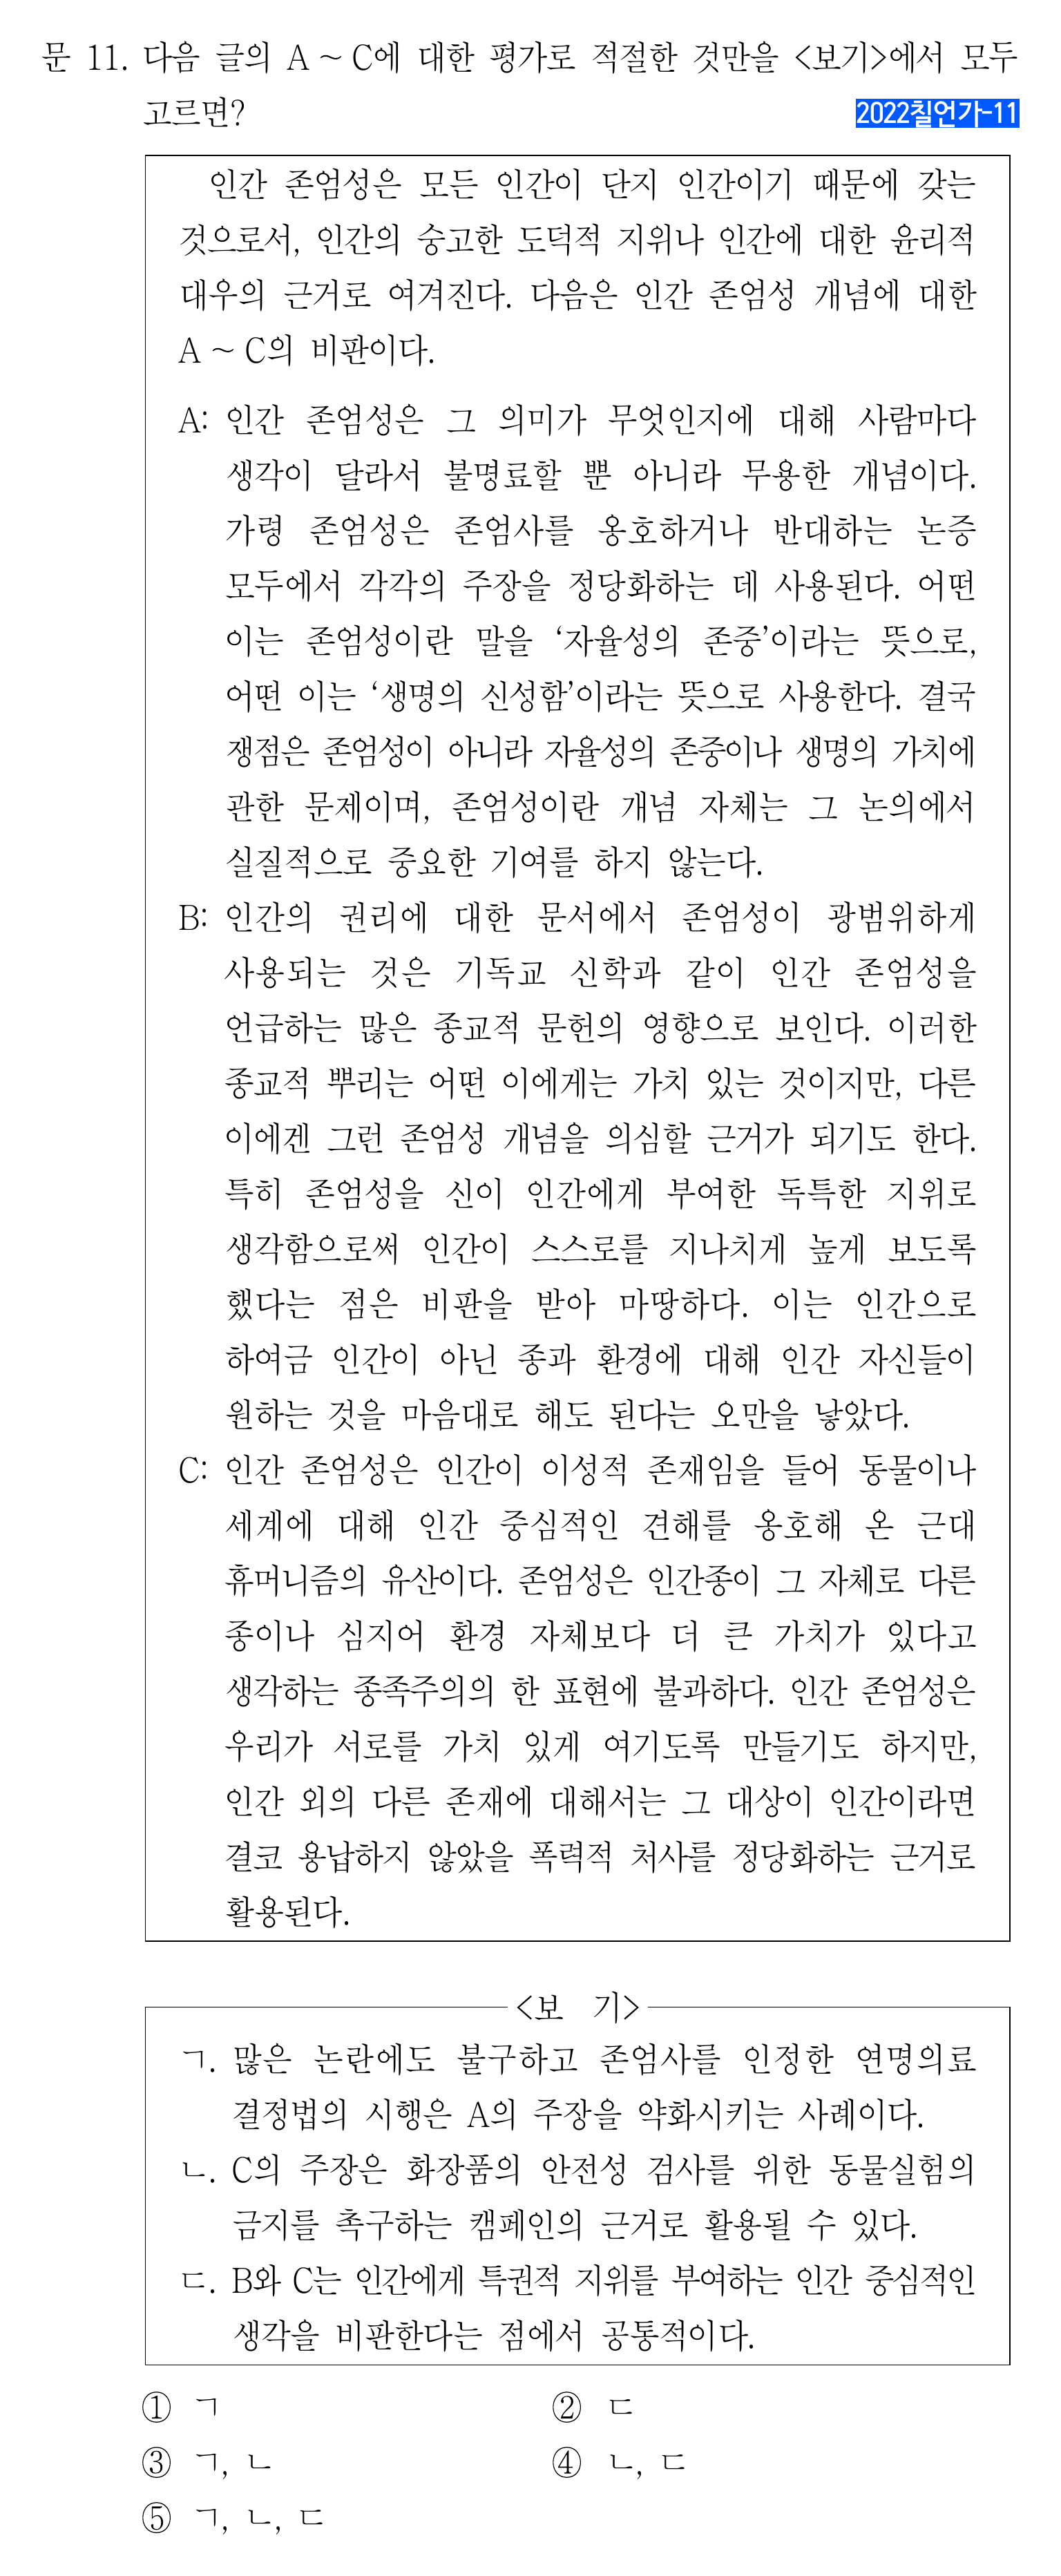 문 11. 다음 글의 A ~ C에 대한 평가로 적절한 것만을 <보기>에서 모두
고르면?
2022칠언가-11
인간 존엄성은 모든 인간이 단지 인간이기 때문에 갖는
것으로서, 인간의 숭고한 도덕적 지위나 인간에 대한 윤리적
대우의 근거로 여겨진다. 다음은 인간 존엄성 개념에 대한
A ~ C의 비판이다.
A: 인간 존엄성은 그 의미가 무엇인지에 대해 사람마다
생각이 달라서 불명료할 뿐 아니라 무용한 개념이다.
가령 존엄성은 존엄사를 옹호하거나 반대하는 논증
모두에서 각각의 주장을 정당화하는 데 사용된다. 어떤
이는 존엄성이란 말을 ‘자율성의 존중’이라는 뜻으로,
어떤 이는 ‘생명의 신성함’이라는 뜻으로 사용한다. 결국
쟁점은 존엄성이 아니라 자율성의 존중이나 생명의 가치에
관한 문제이며, 존엄성이란 개념 자체는 그 논의에서
실질적으로 중요한 기여를 하지 않는다.
B: 인간의 권리에 대한 문서에서 존엄성이 광범위하게
사용되는 것은 기독교 신학과 같이 인간 존엄성을
언급하는 많은 종교적 문헌의 영향으로 보인다. 이러한
종교적 뿌리는 어떤 이에게는 가치 있는 것이지만, 다른
이에겐 그런 존엄성 개념을 의심할 근거가 되기도 한다.
특히 존엄성을 신이 인간에게 부여한 독특한 지위로
생각함으로써 인간이 스스로를 지나치게 높게 보도록
했다는 점은 비판을 받아 마땅하다. 이는 인간으로
하여금 인간이 아닌 종과 환경에 대해 인간 자신들이
원하는 것을 마음대로 해도 된다는 오만을 낳았다.
C: 인간 존엄성은 인간이 이성적 존재임을 들어 동물이나
세계에 대해 인간 중심적인 견해를 옹호해 온 근대
휴머니즘의 유산이다. 존엄성은 인간종이 그 자체로 다른
종이나 심지어 환경 자체보다 더 큰 가치가 있다고
생각하는 종족주의의 한 표현에 불과하다. 인간 존엄성은
우리가 서로를 가치 있게 여기도록 만들기도 하지만,
인간 외의 다른 존재에 대해서는 그 대상이 인간이라면
결코 용납하지 않았을 폭력적 처사를 정당화하는 근거로
활용된다.
<보 기>
ㄱ. 많은 논란에도 불구하고 존엄사를 인정한 연명의료
결정법의 시행은 A의 주장을 약화시키는 사례이다.
ㄴ. C의 주장은 화장품의 안전성 검사를 위한 동물실험의
금지를 촉구하는 캠페인의 근거로 활용될 수 있다.
ㄷ. B와 C는 인간에게 특권적 지위를 부여하는 인간 중심적인
생각을 비판한다는 점에서 공통적이다.
① ㄱ ② ㄷ
③ ㄱ, ㄴ ④ ㄴ, ㄷ
⑤ ㄱ, ㄴ, ㄷ